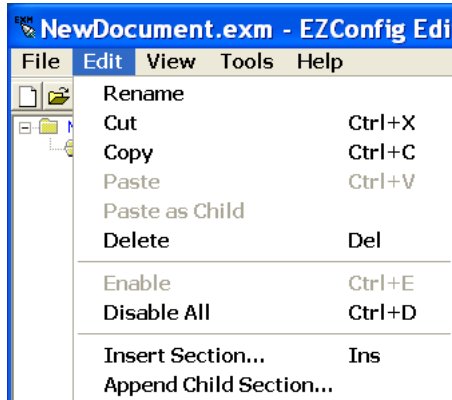 NewDocument.exm - EZConfig Edi
File Edit View Tools Help
Rename
Cut Ctrl+X
Copy Ctrl+C
Paste Ctrl+V
Paste as Child
Delete Del
Enable Ctrl+E
Disable All Ctrl+D
Insert Section... Ins
Append Child Section...